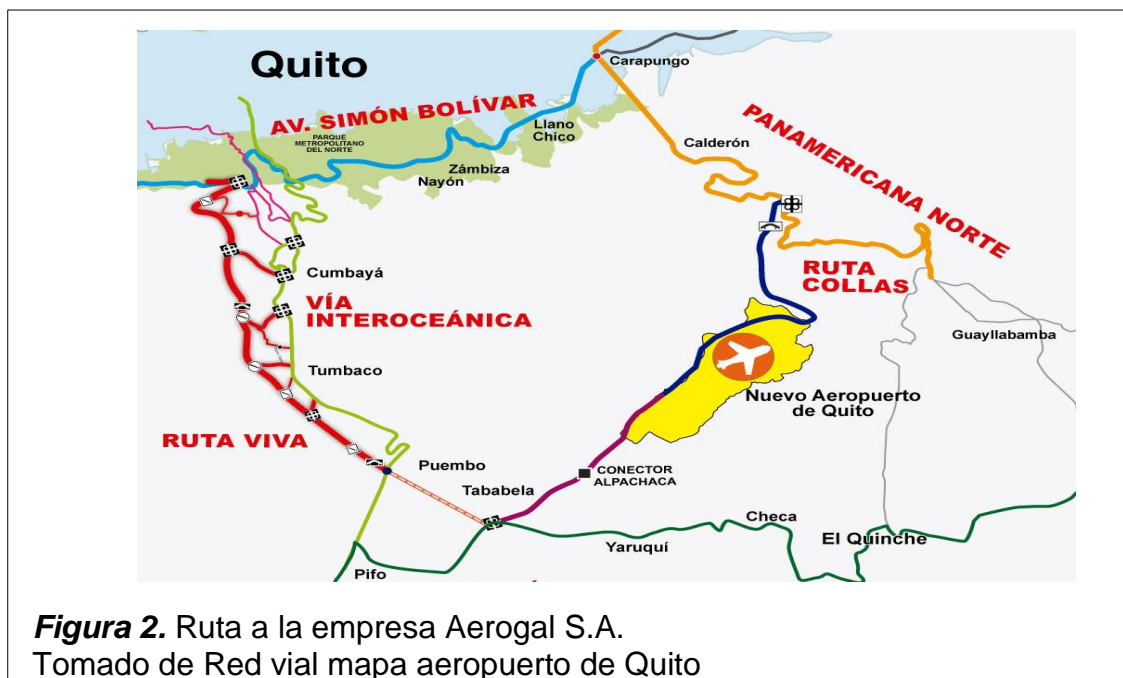 Quito
AV. SIMÓN BOLÍVAR
PARQUE
METROPOLITANO
DEL NORTE
Carapungo
Llano
Chico
Zámbiza
Nayón
Calderón
PANAMERICANA NORTE
Cumbayá
VÍA
INTEROCEÁNICA
RUTA
COLLAS
Guayllabamba
Tumbaco
Nuevo Aeropuerto
de Quito
RUTA VIVA
Puembo
Tababela
CONECTOR
ALPACHACA
Checa
Yaruquí
El Quinche
Pifo
Figura 2. Ruta a la empresa Aerogal S.A.
Tomado de Red vial mapa aeropuerto de Quito